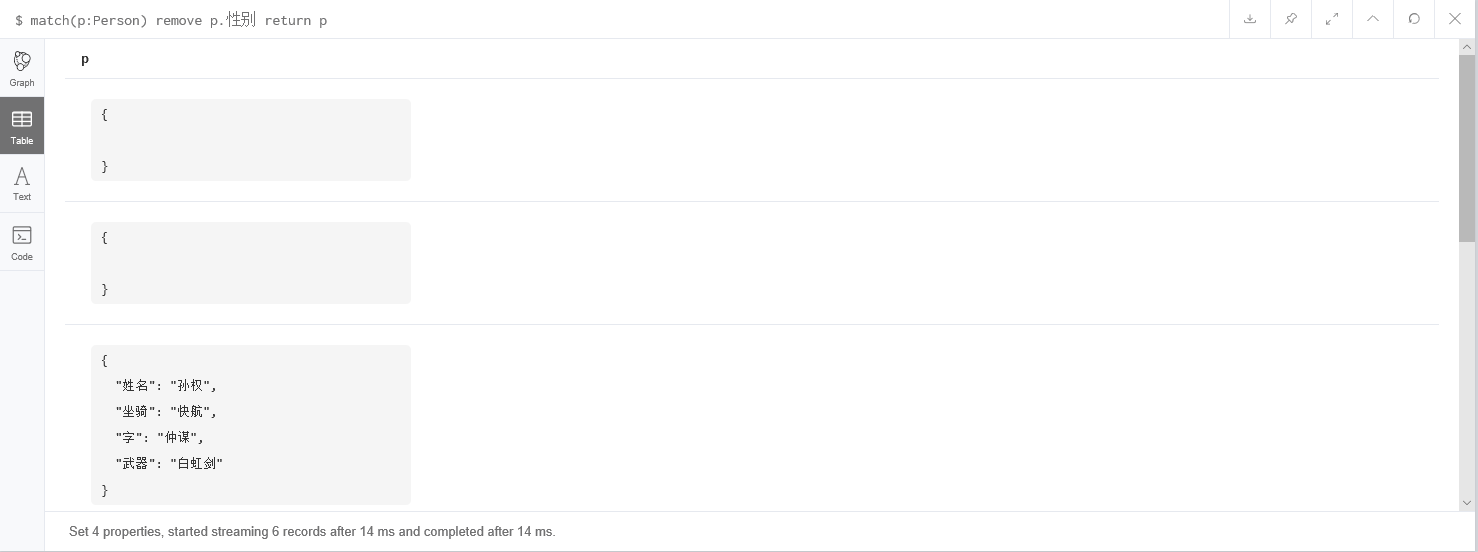 $ match(p:Person) remove p.性别 return p
Graph
Table
Text
Code
p
{
}
{
}
{
"姓名": "孙权",
"坐骑": "快航",
"字": "仲谋",
"武器": "白虹剑"
}
Set 4 properties, started streaming 6 records after 14 ms and completed after 14 ms.